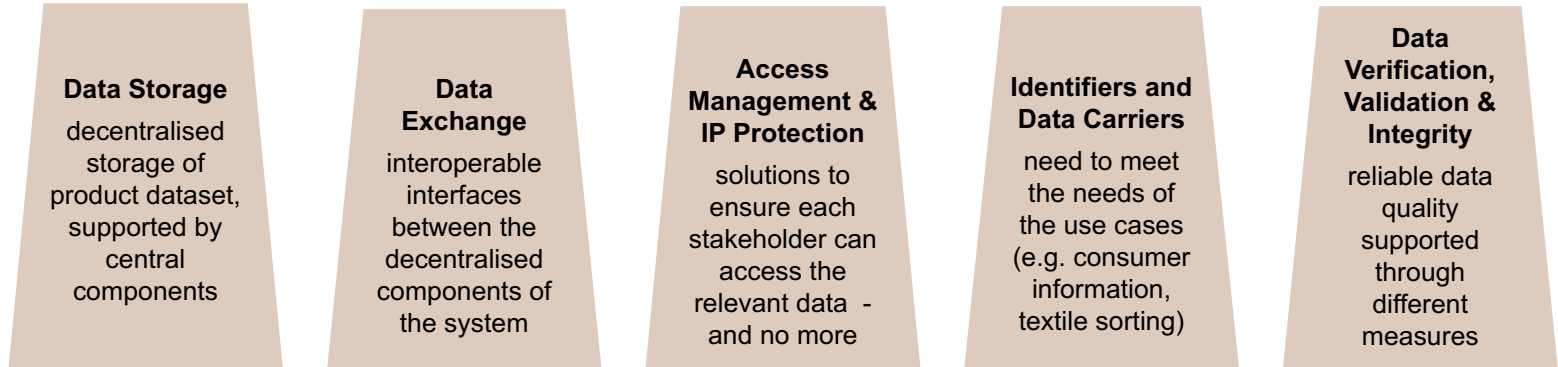 Data Storage
decentralised
storage of
product dataset,
supported by
central
components
Data
Exchange
interoperable
interfaces
between the
decentralised
components of
the system
Access
Management &
IP Protection
solutions to
ensure each
stakeholder can
access the
relevant data  -
and no more
Identifiers and
Data Carriers
need to meet
the needs of
the use cases
(e.g. consumer
information,
textile sorting)
Data
Verification,
Validation &
Integrity
reliable data
quality
supported
through
different
measures